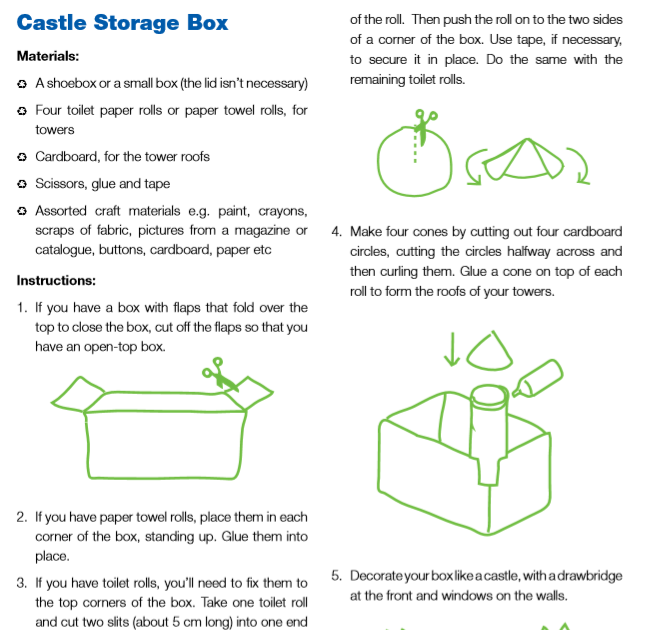 Castle Storage Box
Materials:
A shoebox or a small box (the lid isn't necessary)
Four toilet paper rolls or paper towel rolls, for
towers
Cardboard, for the tower roofs
Scissors, glue and tape
Assorted craft materials e.g. paint, crayons,
scraps of fabric, pictures from a magazine or
catalogue, buttons, cardboard, paper etc
Instructions:
1. If you have a box with flaps that fold over the
top to close the box, cut off the flaps so that you
have an open-top box.
2. If you have paper towel rolls, place them in each
corner of the box, standing up. Glue them into
place.
3. If you have toilet rolls, you'll need to fix them to
the top corners of the box. Take one toilet roll
and cut two slits (about 5 cm long) into one end
of the roll. Then push the roll on to the two sides
of a corner of the box. Use tape, if necessary,
to secure it in place. Do the same with the
remaining toilet rolls.
4. Make four cones by cutting out four cardboard
circles, cutting the circles halfway across and
then curling them. Glue a cone on top of each
roll to form the roofs of your towers.
5. Decorate your box like a castle, with a drawbridge
at the front and windows on the walls.